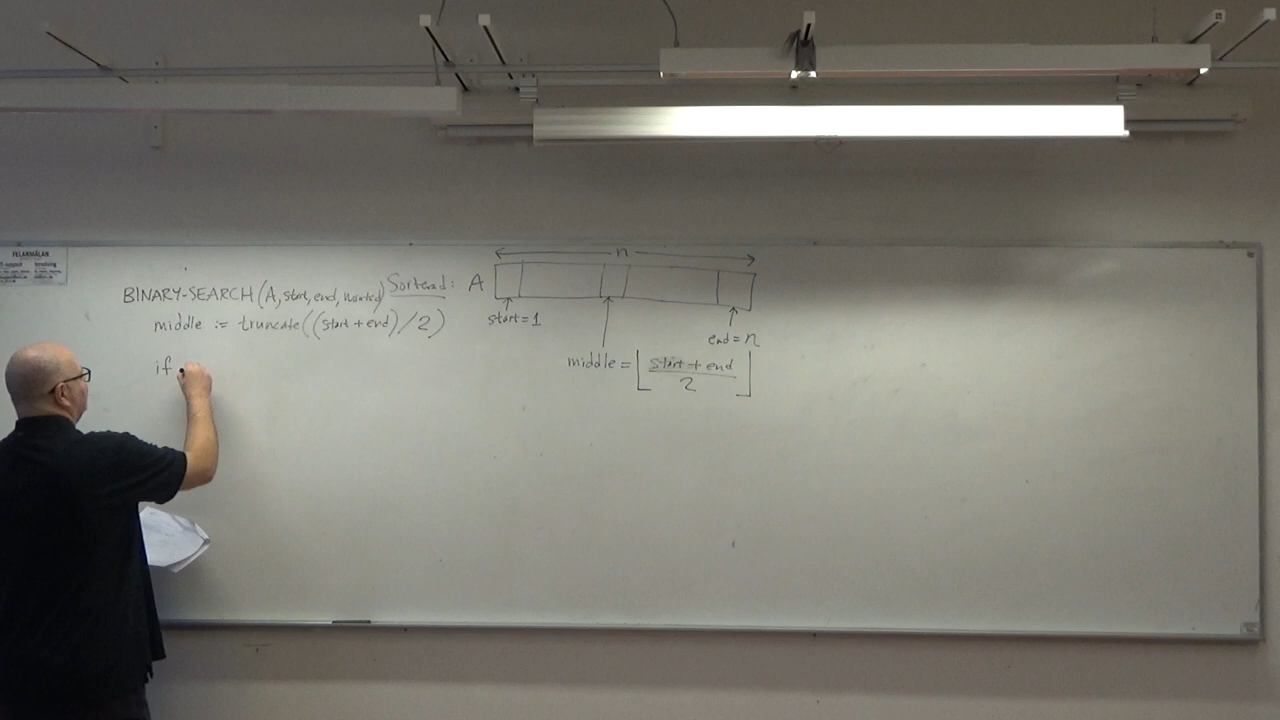 FELANMÄLAN
n
BINARY-SEARCH(A, start, end, wanted) Sorterad: A
middle := truncate((start + end)/2)
start = 1
end = n
if
middle = ⌊(start + end)/2⌋